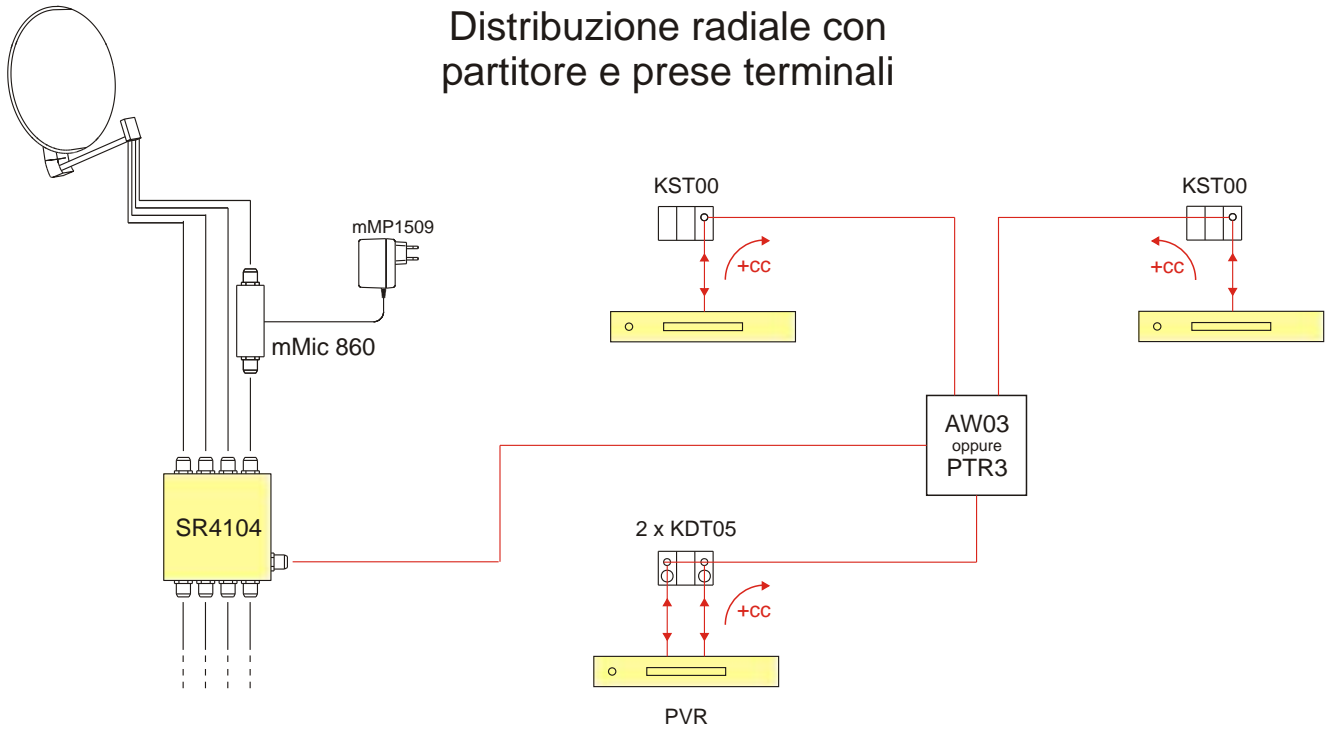 Distribuzione radiale con
partitore e prese terminali
KST00
KST00
mMP1509
+cc
+cc
mMic 860
AW03
oppure
PTR3
SR4104
2 x KDT05
+cc
PVR